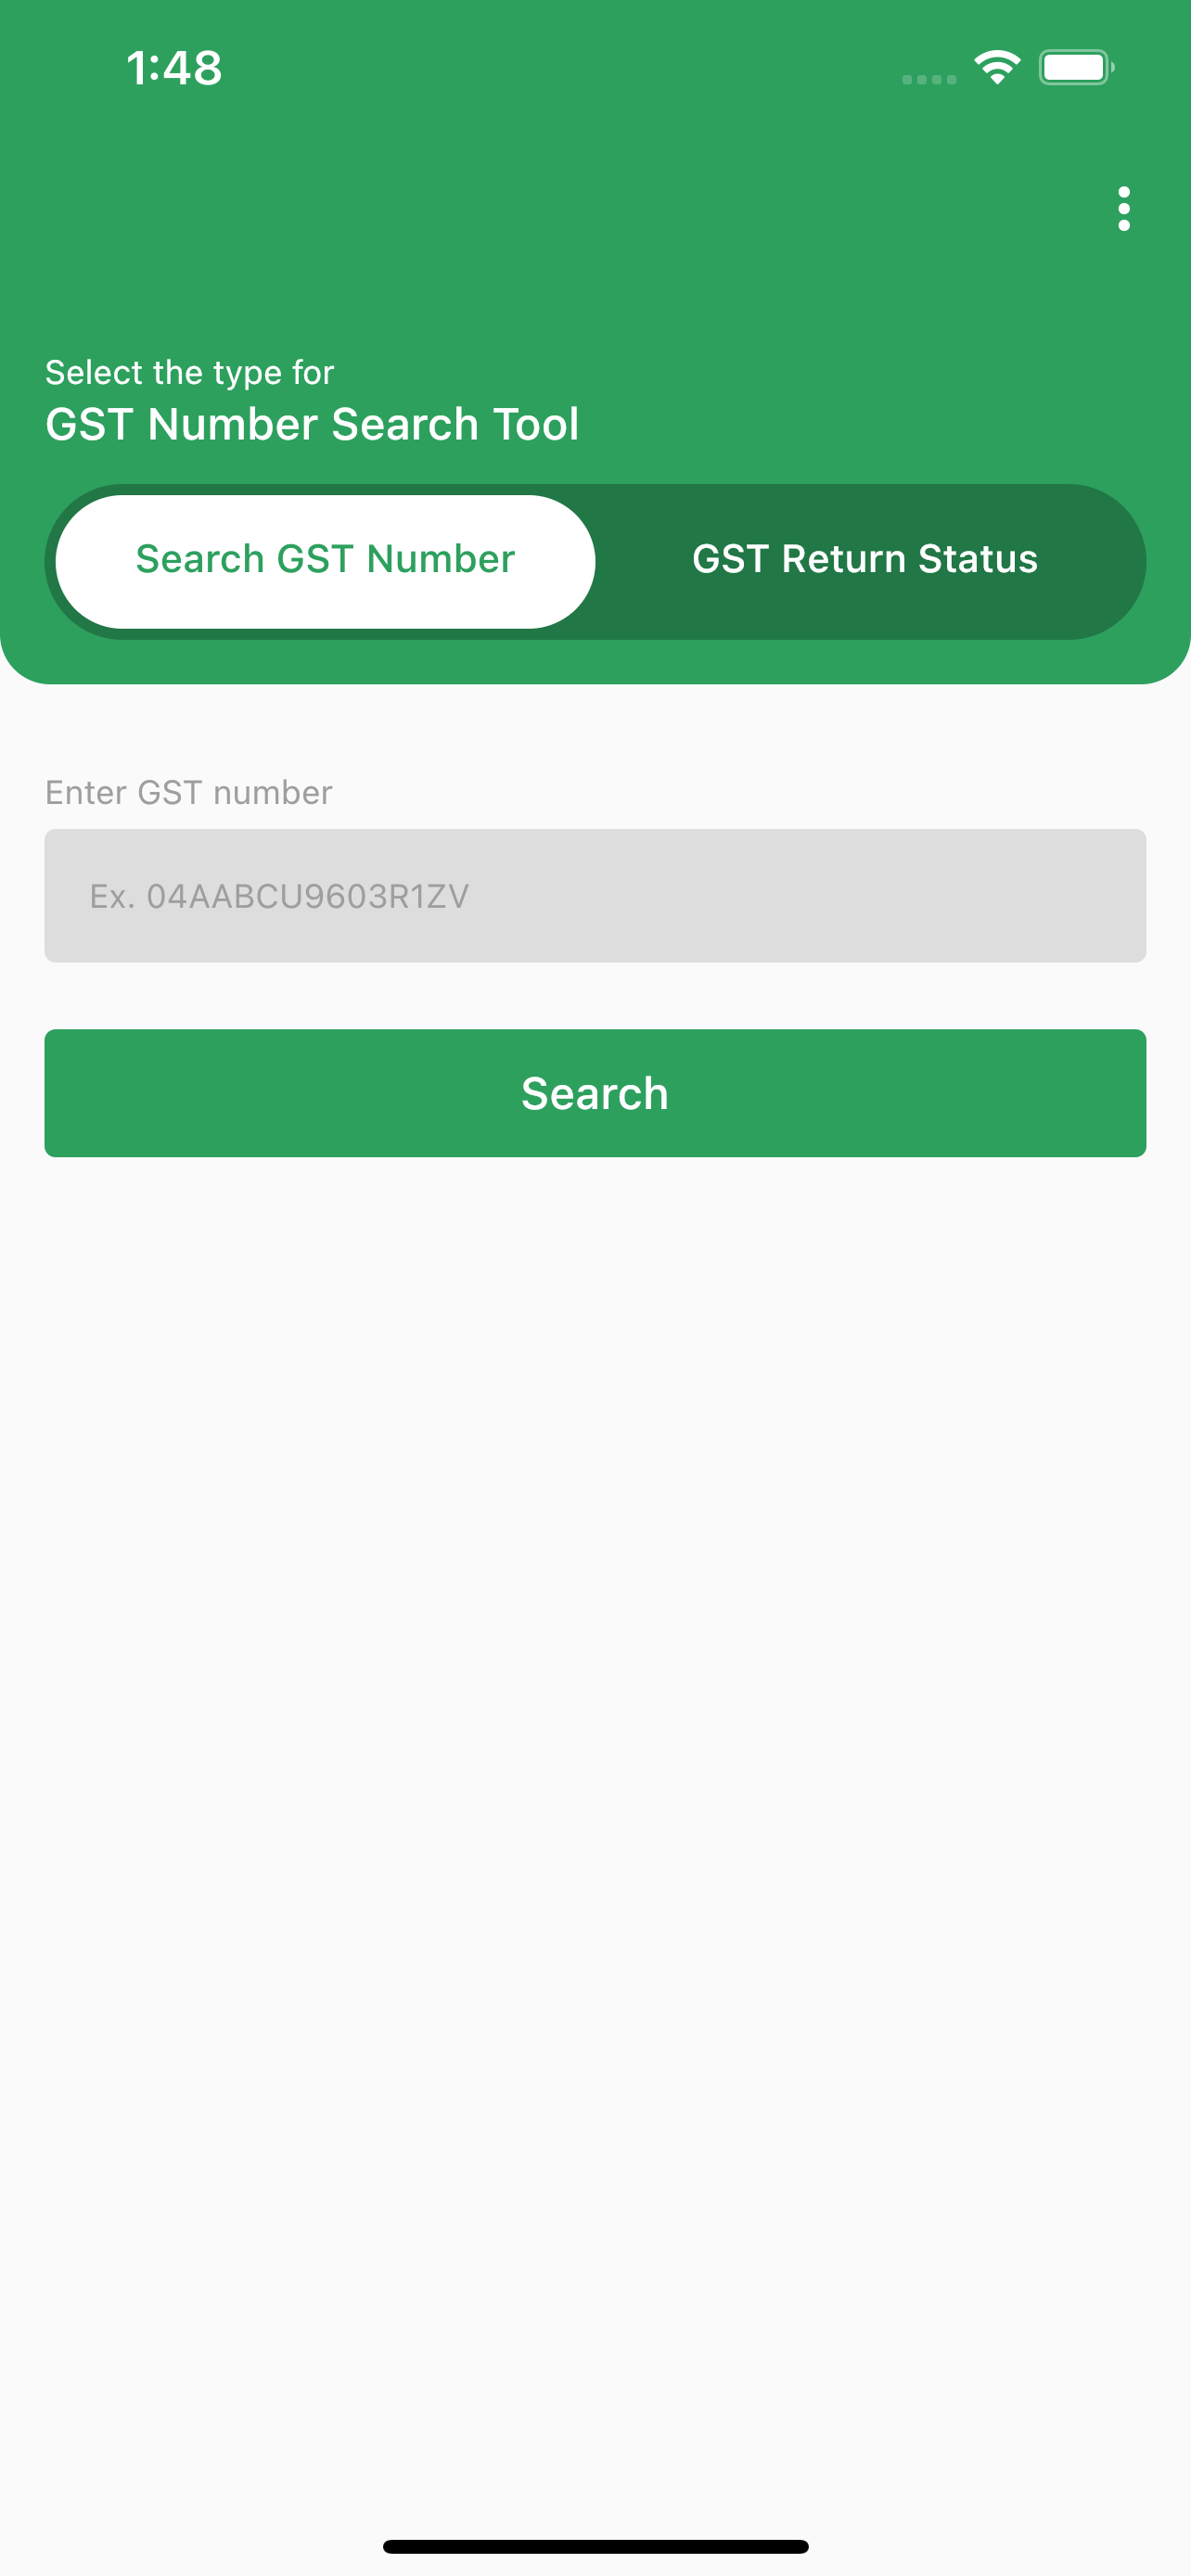 1:48
Select the type for
GST Number Search Tool
Search GST Number
GST Return Status
Enter GST number
Ex. 04AABCU9603R1ZV
Search